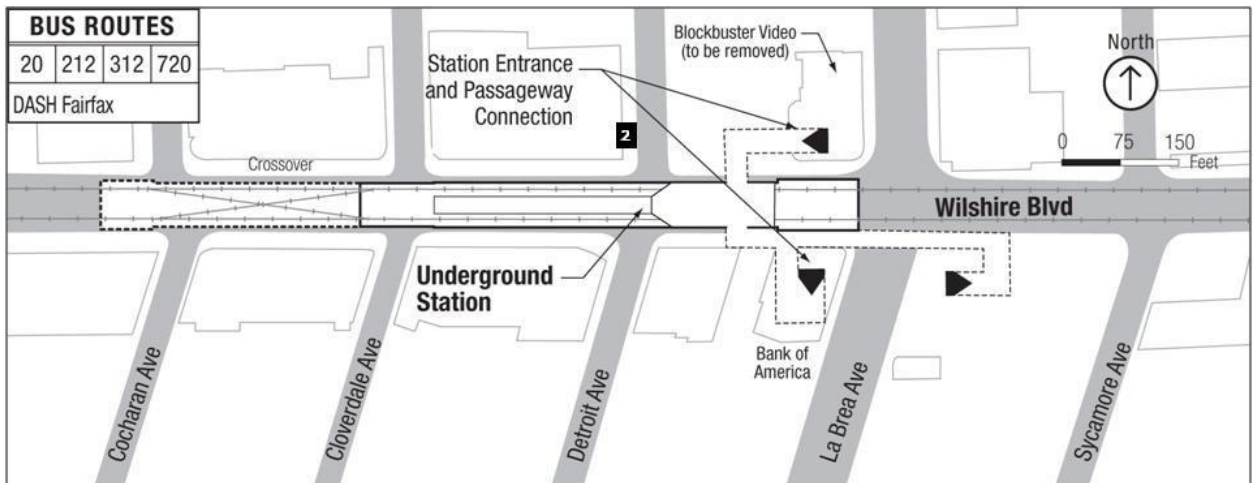 BUS ROUTES
20 212 312 720
DASH Fairfax
Station Entrance
and Passageway
Connection
2
Blockbuster Video
(to be removed)
North
0 75 150
Feet
Crossover
Wilshire Blvd
Underground
Station
Bank of
America
Cocharan Ave
Cloverdale Ave
Detroit Ave
La Brea Ave
Sycamore Ave